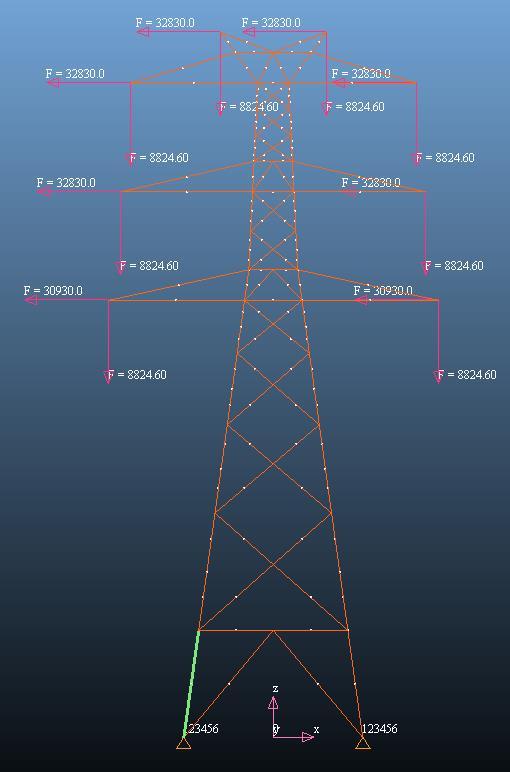 F = 32830.0 F = 32830.0
F = 32830.0 F = 32830.0
F = 8824.60 F = 8824.60
F = 8824.60 F = 8824.60
F = 32830.0 F = 32830.0
F = 8824.60 F = 8824.60
F = 30930.0 F = 30930.0
F = 8824.60 F = 8824.60
z
23456 123456
x